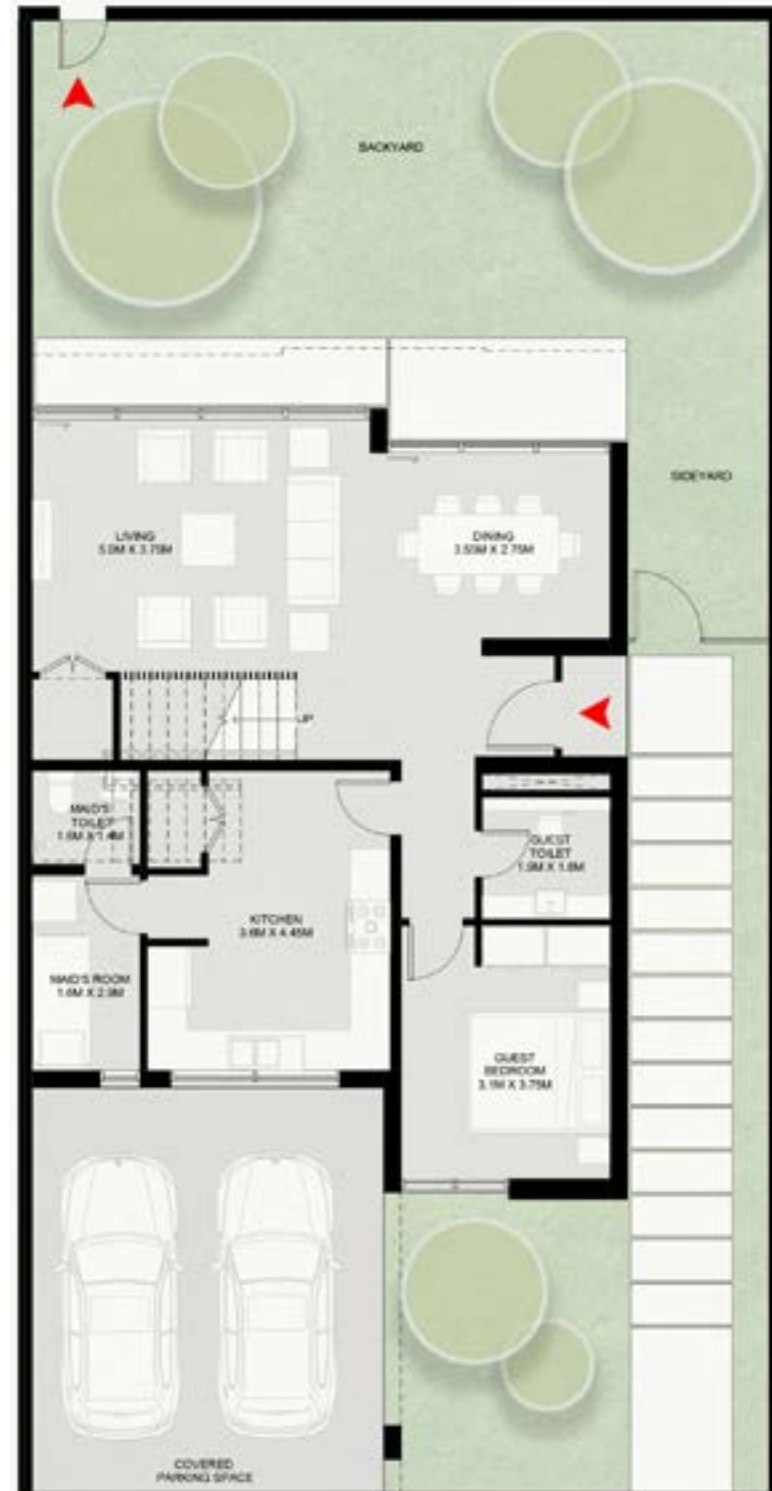 BACKYARD
SIDEYARD
LIVING
5.0M X 3.75M
DINING
3.55M X 2.75M
UP
MAID'S
TOILET
1.6M X 1.4M
GUEST
TOILET
1.9M X 1.8M
KITCHEN
3.6M X 4.45M
MAID'S ROOM
1.6M X 2.9M
GUEST
BEDROOM
3.1M X 3.75M
COVERED
PARKING SPACE